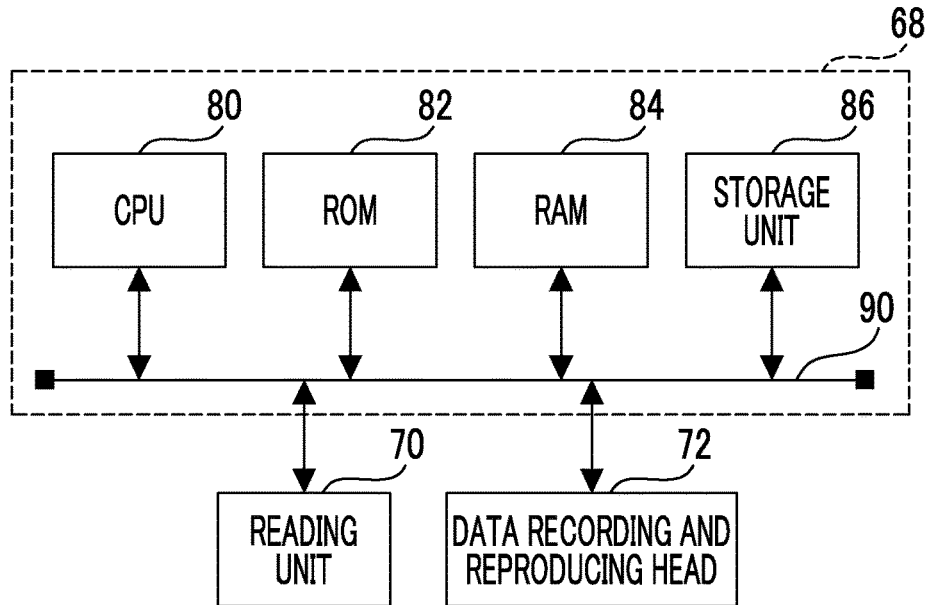 68
80
82
84
86
CPU
ROM
RAM
STORAGE
UNIT
90
70
72
READING
UNIT
DATA RECORDING AND
REPRODUCING HEAD